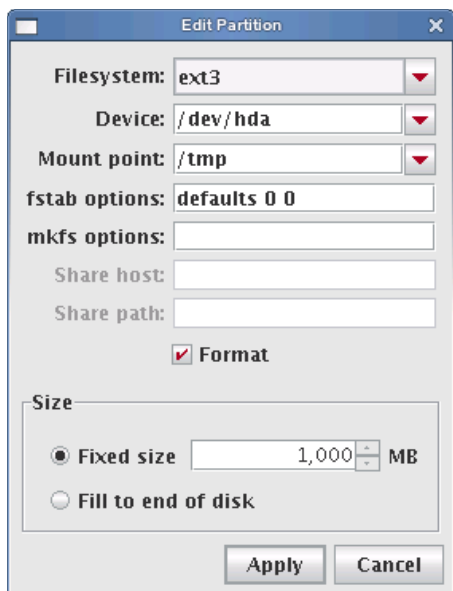 Edit Partition
Filesystem: ext3
Device: /dev/hda
Mount point: /tmp
fstab options: defaults 0 0
mkfs options:
Share host:
Share path:
Format
Size
Fixed size 1,000 MB
Fill to end of disk
Apply Cancel